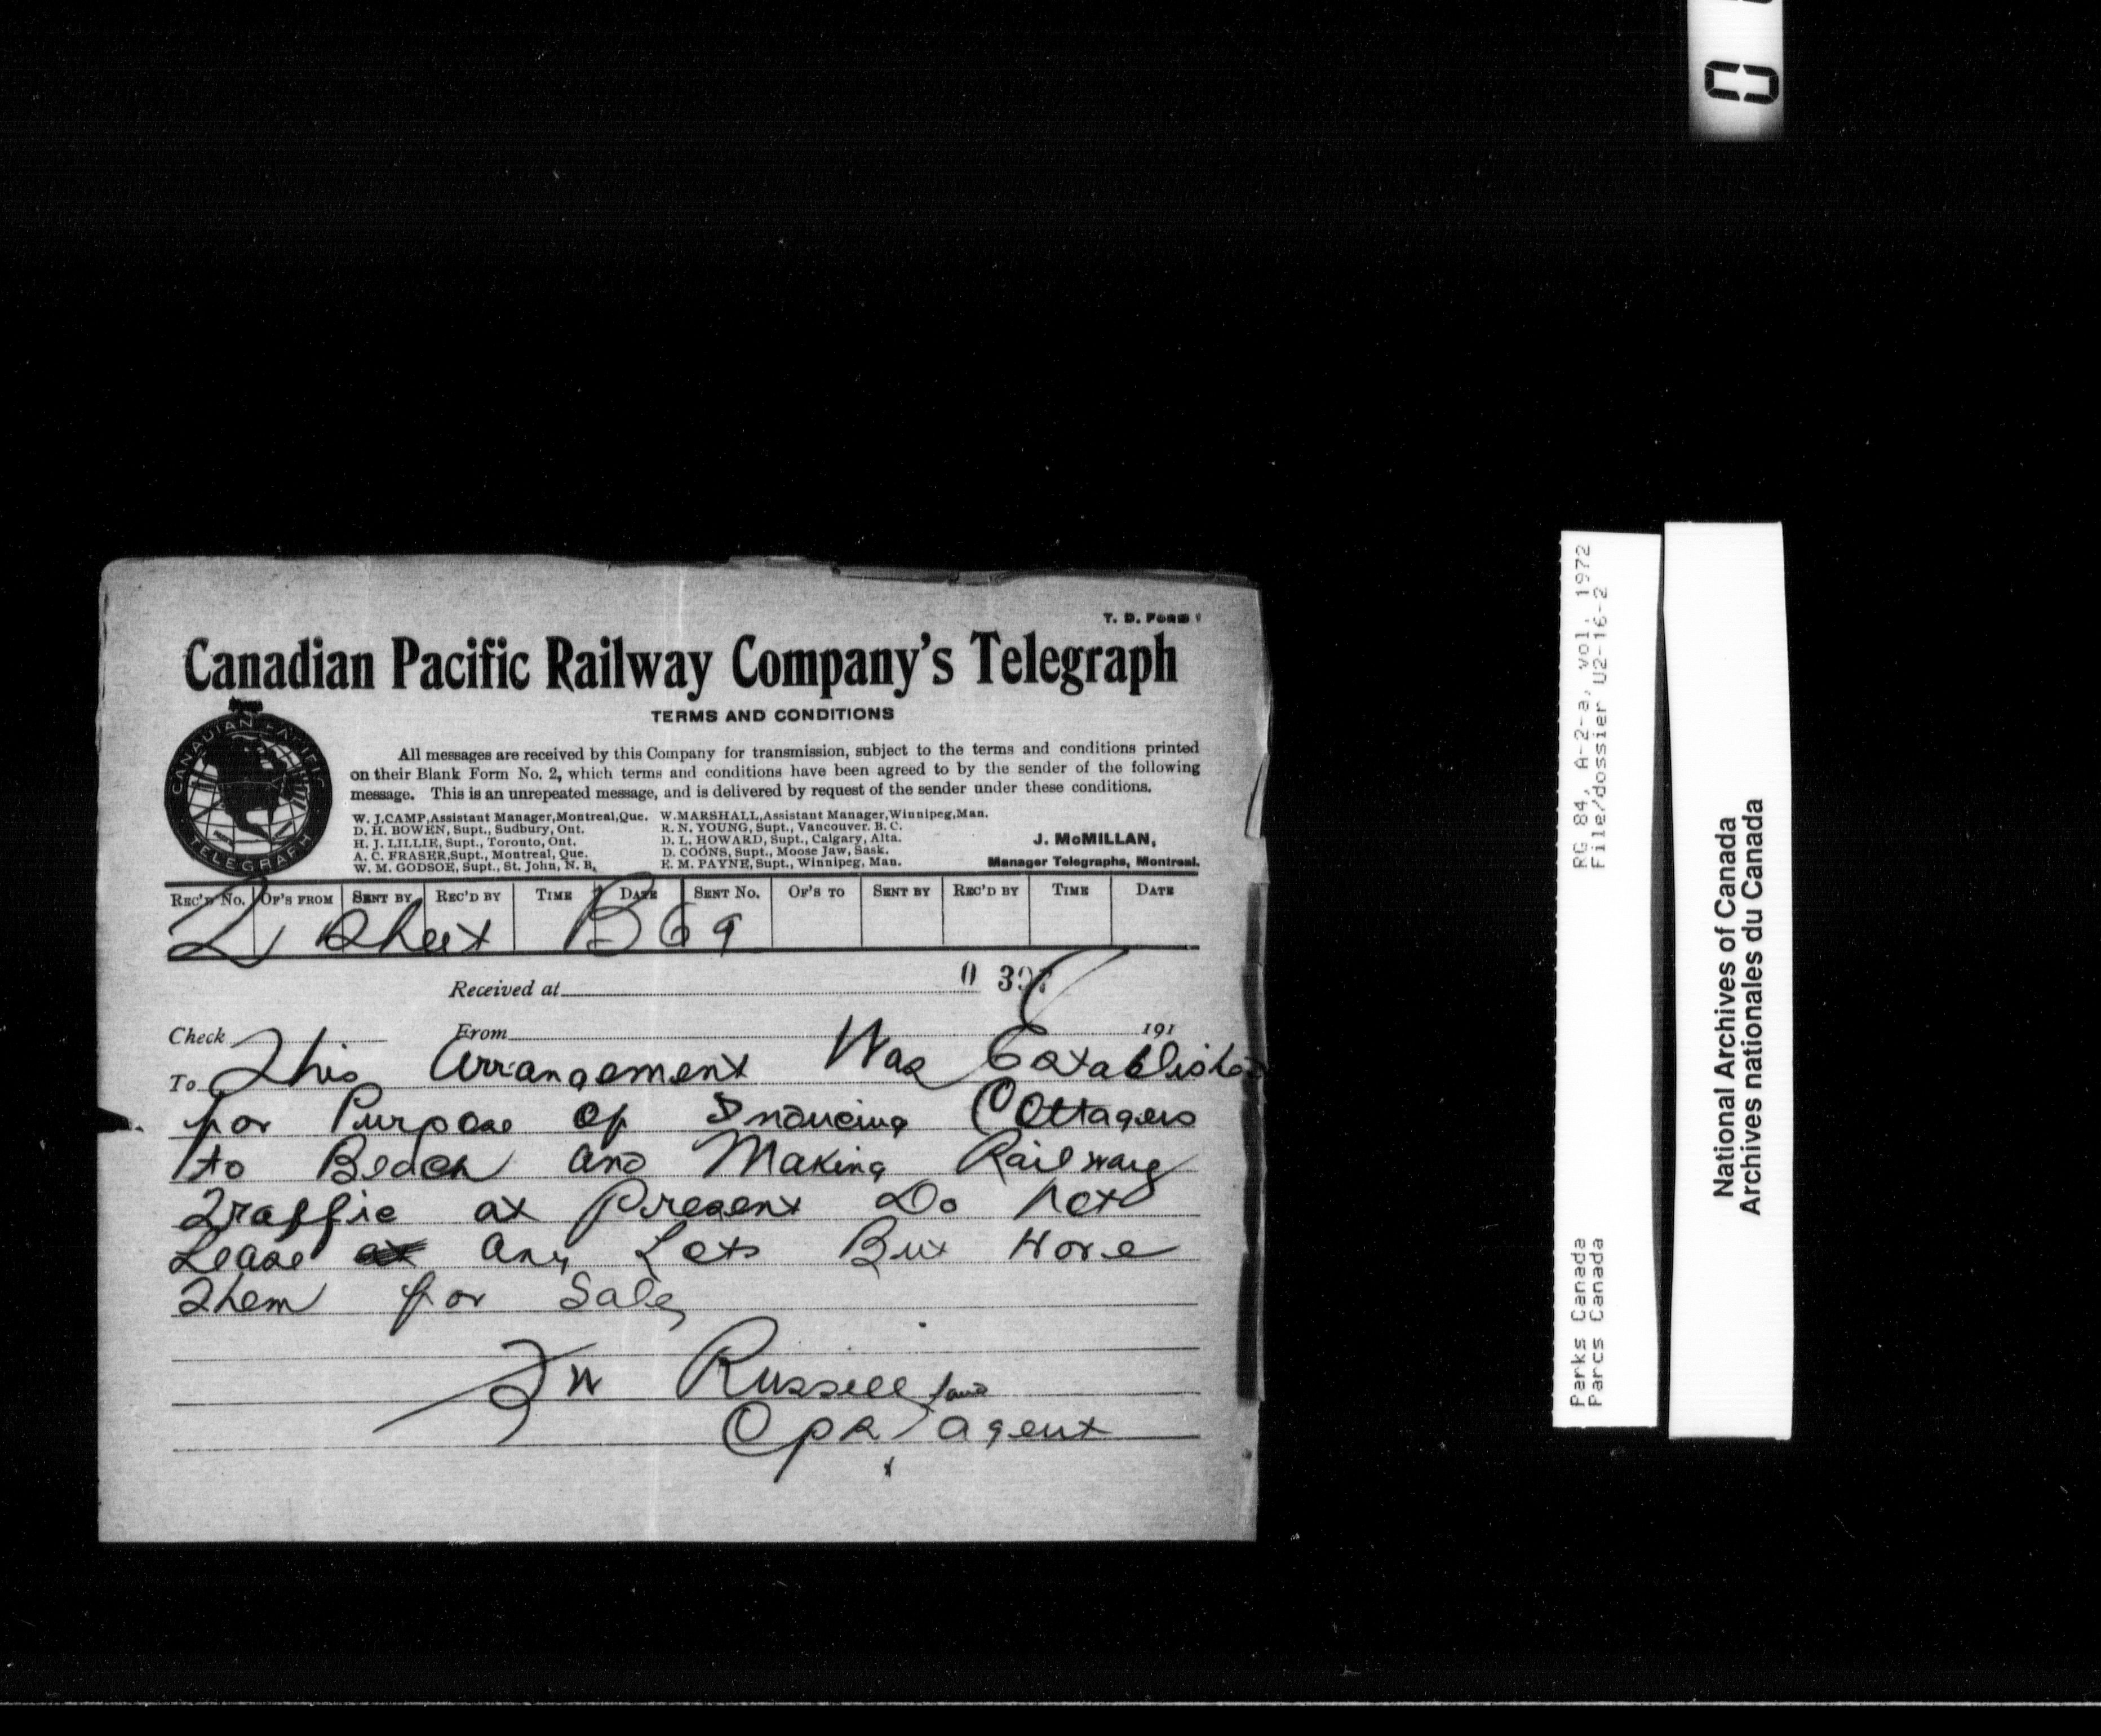 T. D. FORM 1
Canadian Pacific Railway Company's Telegraph
TERMS AND CONDITIONS
CANADIAN PACIFIC
TELEGRAPH
All messages are received by this Company for transmission, subject to the terms and conditions printed
on their Blank Form No. 2, which terms and conditions have been agreed to by the sender of the following
message. This is an unrepeated message, and is delivered by request of the sender under these conditions.
W. J. CAMP, Assistant Manager, Montreal, Que. W. MARSHALL, Assistant Manager, Winnipeg, Man.
D. H. BOWEN, Supt., Sudbury, Ont. R. N. YOUNG, Supt., Vancouver. B. C.
H. J. LILLIE, Supt., Toronto, Ont. D. L. HOWARD, Supt., Calgary, Alta.
A. C. FRASER, Supt., Montreal, Que. D. COONS, Supt., Moose Jaw, Sask.
W. M. GODSOE, Supt., St. John, N. B. E. M. PAYNE, Supt., Winnipeg, Man.
J. McMILLAN,
Manager Telegraphs, Montreal.
REC'D No. OF'S FROM SENT BY REC'D BY TIME DATE SENT No. OF'S TO SENT BY REC'D BY TIME DATE
2 Sheet B 69
Received at
Check From 191
To This Arrangement Was Established
for Purpose Of Inducing Cottagers
to Beach and Making Railway
Traffic at Present Do Not
Lease at any Lots But Have
Them for Sale
FW Russell land
CPR agent
RG 84, A-2-a, vol. 1972
File/dossier U2-16-2
Parks Canada
Parcs Canada
National Archives of Canada
Archives nationales du Canada